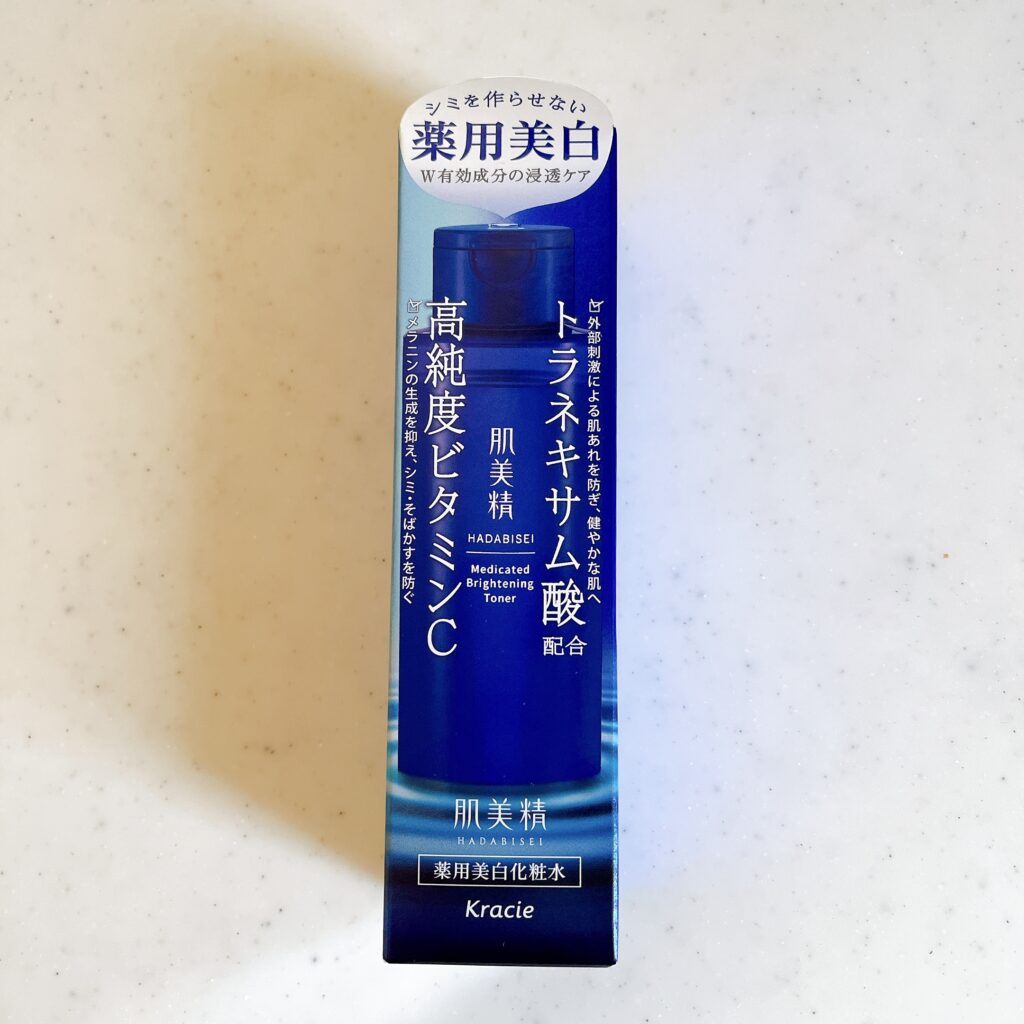 シミを作らせない
薬用美白
W有効成分の浸透ケア
外部刺激による肌あれを防ぎ、健やかな肌へ
トラネキサム酸
配合
高純度ビタミンC
メラニンの生成を抑え、シミ・そばかすを防ぐ
肌美精
HADABISEI
Medicated
Brightening
Toner
肌美精
HADABISEI
薬用美白化粧水
Kracie